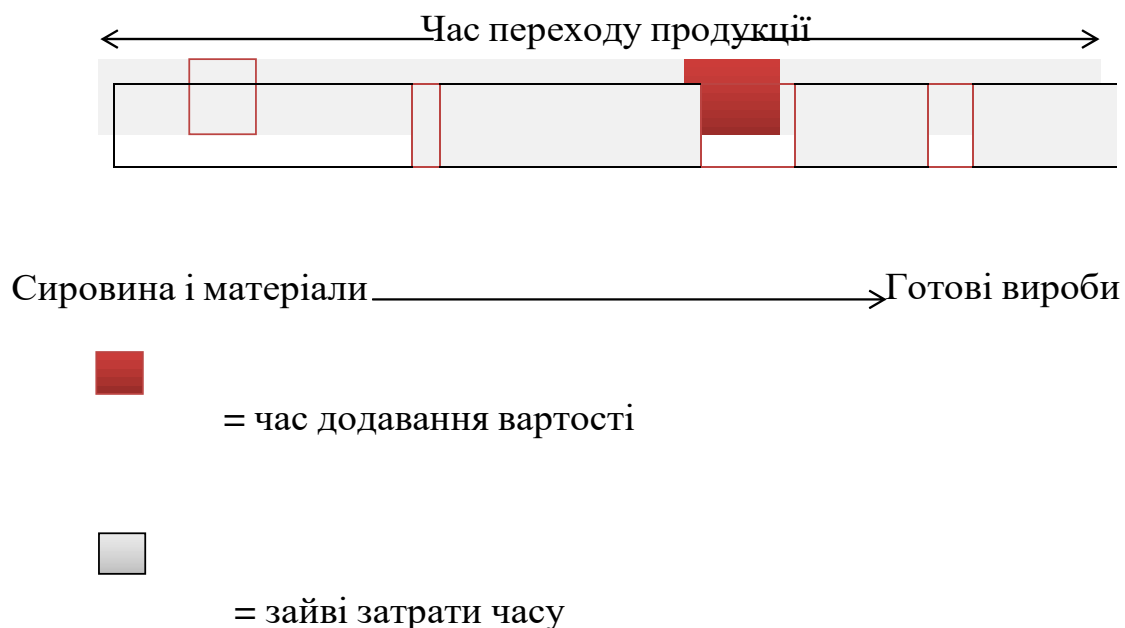 Час переходу продукції
Сировина і матеріали Готові вироби
= час додавання вартості
= зайві затрати часу